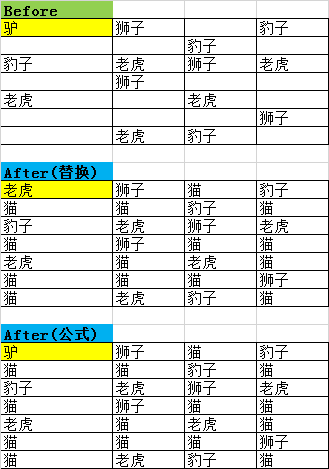 Before
驴 狮子 豹子
豹子
豹子 老虎 狮子 老虎
狮子
老虎 老虎
狮子
老虎 豹子
After(替换)
老虎 狮子 猫 豹子
猫 猫 豹子 猫
豹子 老虎 狮子 老虎
猫 狮子 猫 猫
老虎 猫 老虎 猫
猫 猫 猫 狮子
猫 老虎 豹子 猫
After(公式)
驴 狮子 猫 豹子
猫 猫 豹子 猫
豹子 老虎 狮子 老虎
猫 狮子 猫 猫
老虎 猫 老虎 猫
猫 猫 猫 狮子
猫 老虎 豹子 猫